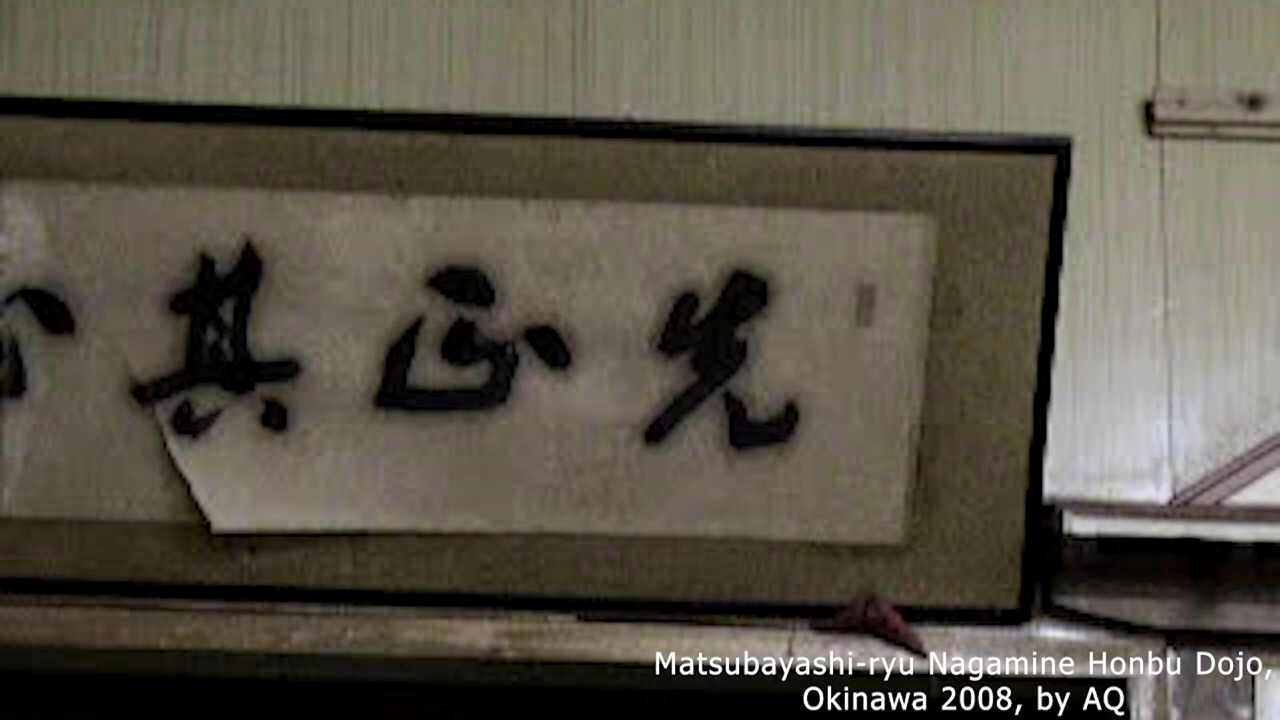 先正其
Matsubayashi-ryu Nagamine Honbu Dojo,
Okinawa 2008, by AQ